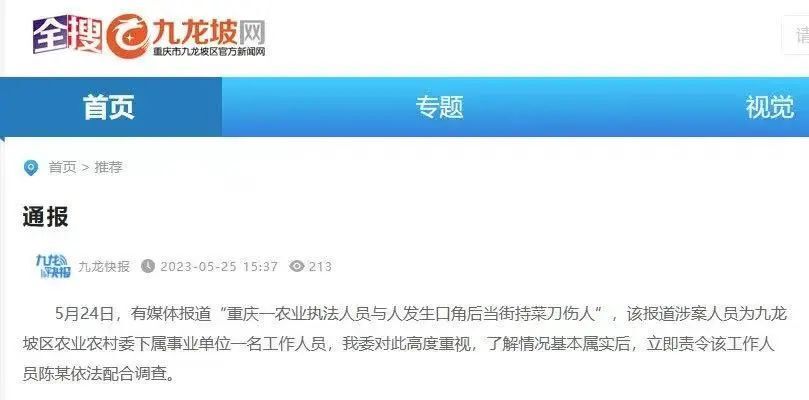 全搜 九龙坡网
重庆市九龙坡区官方新闻网
请
首页 专题 视觉
首页 > 推荐
通报
九龙快报 九龙快报 2023-05-25 15:37 213
5月24日，有媒体报道“重庆一农业执法人员与人发生口角后当街持菜刀伤人”，该报道涉案人员为九龙
坡区农业农村委下属事业单位一名工作人员，我委对此高度重视，了解情况基本属实后，立即责令该工作人
员陈某依法配合调查。